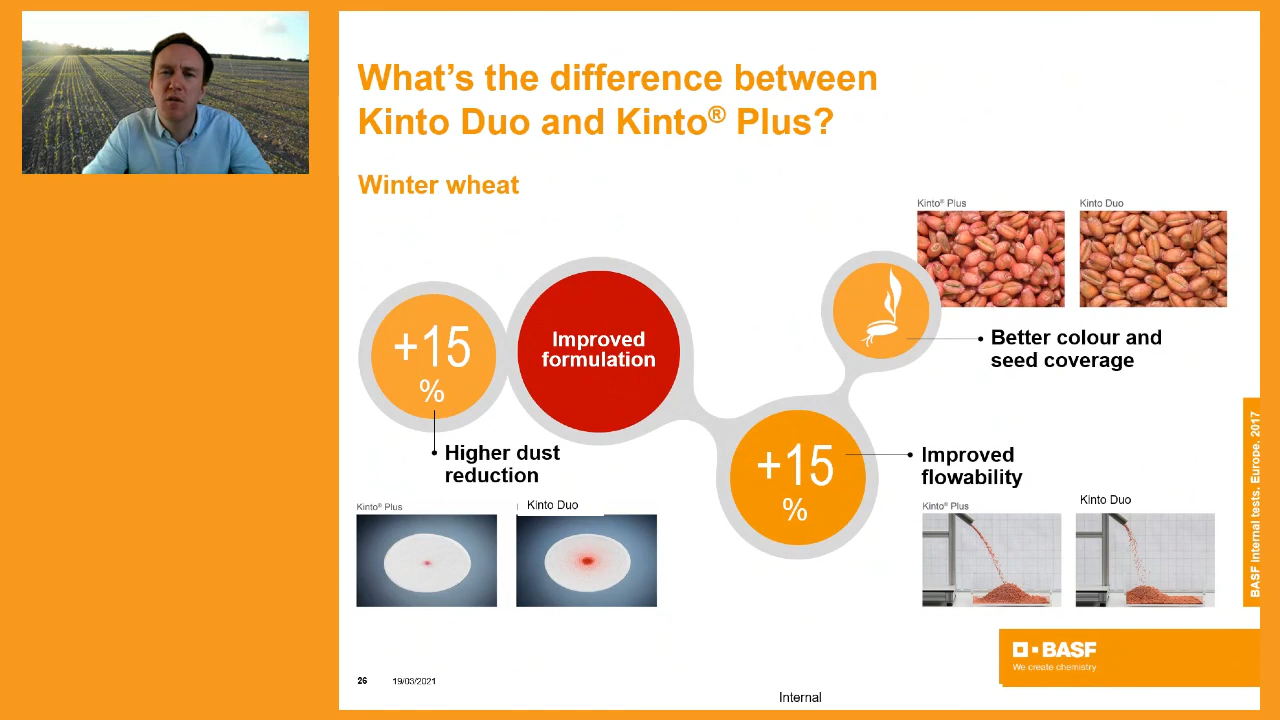 What's the difference between
Kinto Duo and Kinto® Plus?
Winter wheat
Kinto® Plus
Kinto Duo
+15
%
Improved
formulation
Better colour and
seed coverage
Higher dust
reduction
+15
%
Improved
flowability
Kinto® Plus
Kinto Duo
Kinto® Plus
Kinto Duo
BASF internal tests, Europe, 2017
BASF
We create chemistry
26
19/03/2021
Internal